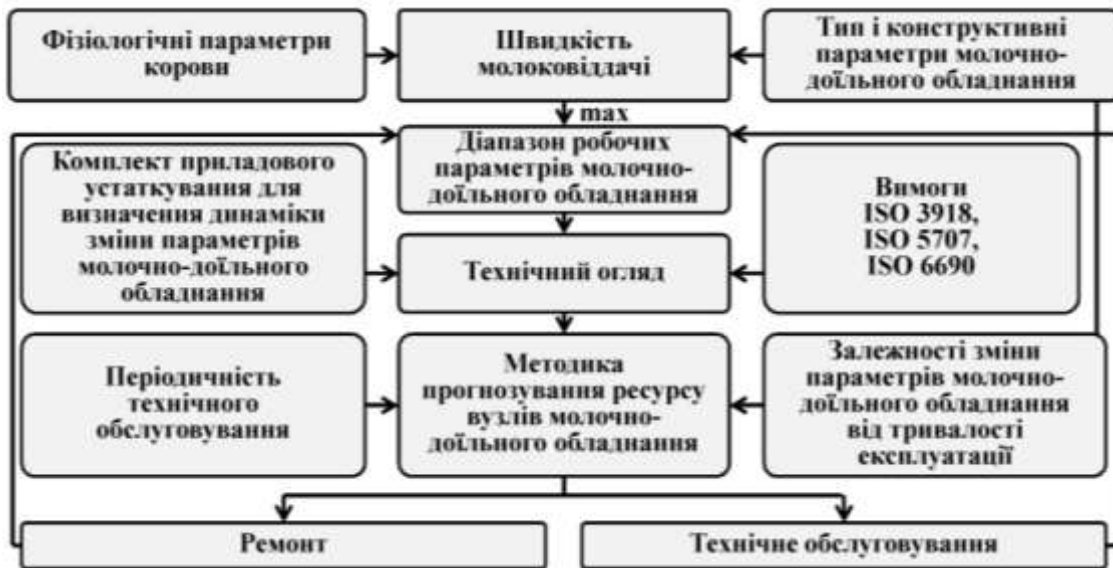 Фізіологічні параметри
корови
Швидкість
молоковіддачі
Тип і конструктивні
параметри молочно-
доїльного обладнання
max
Діапазон робочих
параметрів молочно-
доїльного обладнання
Комплект приладового
устаткування для
визначення динаміки
зміни параметрів
молочно-доїльного
обладнання
Вимоги
ISO 3918,
ISO 5707,
ISO 6690
Технічний огляд
Періодичність
технічного
обслуговування
Методика
прогнозування ресурсу
вузлів молочно-
доїльного обладнання
Залежності зміни
параметрів молочно-
доїльного обладнання
від тривалості
експлуатації
Ремонт
Технічне обслуговування